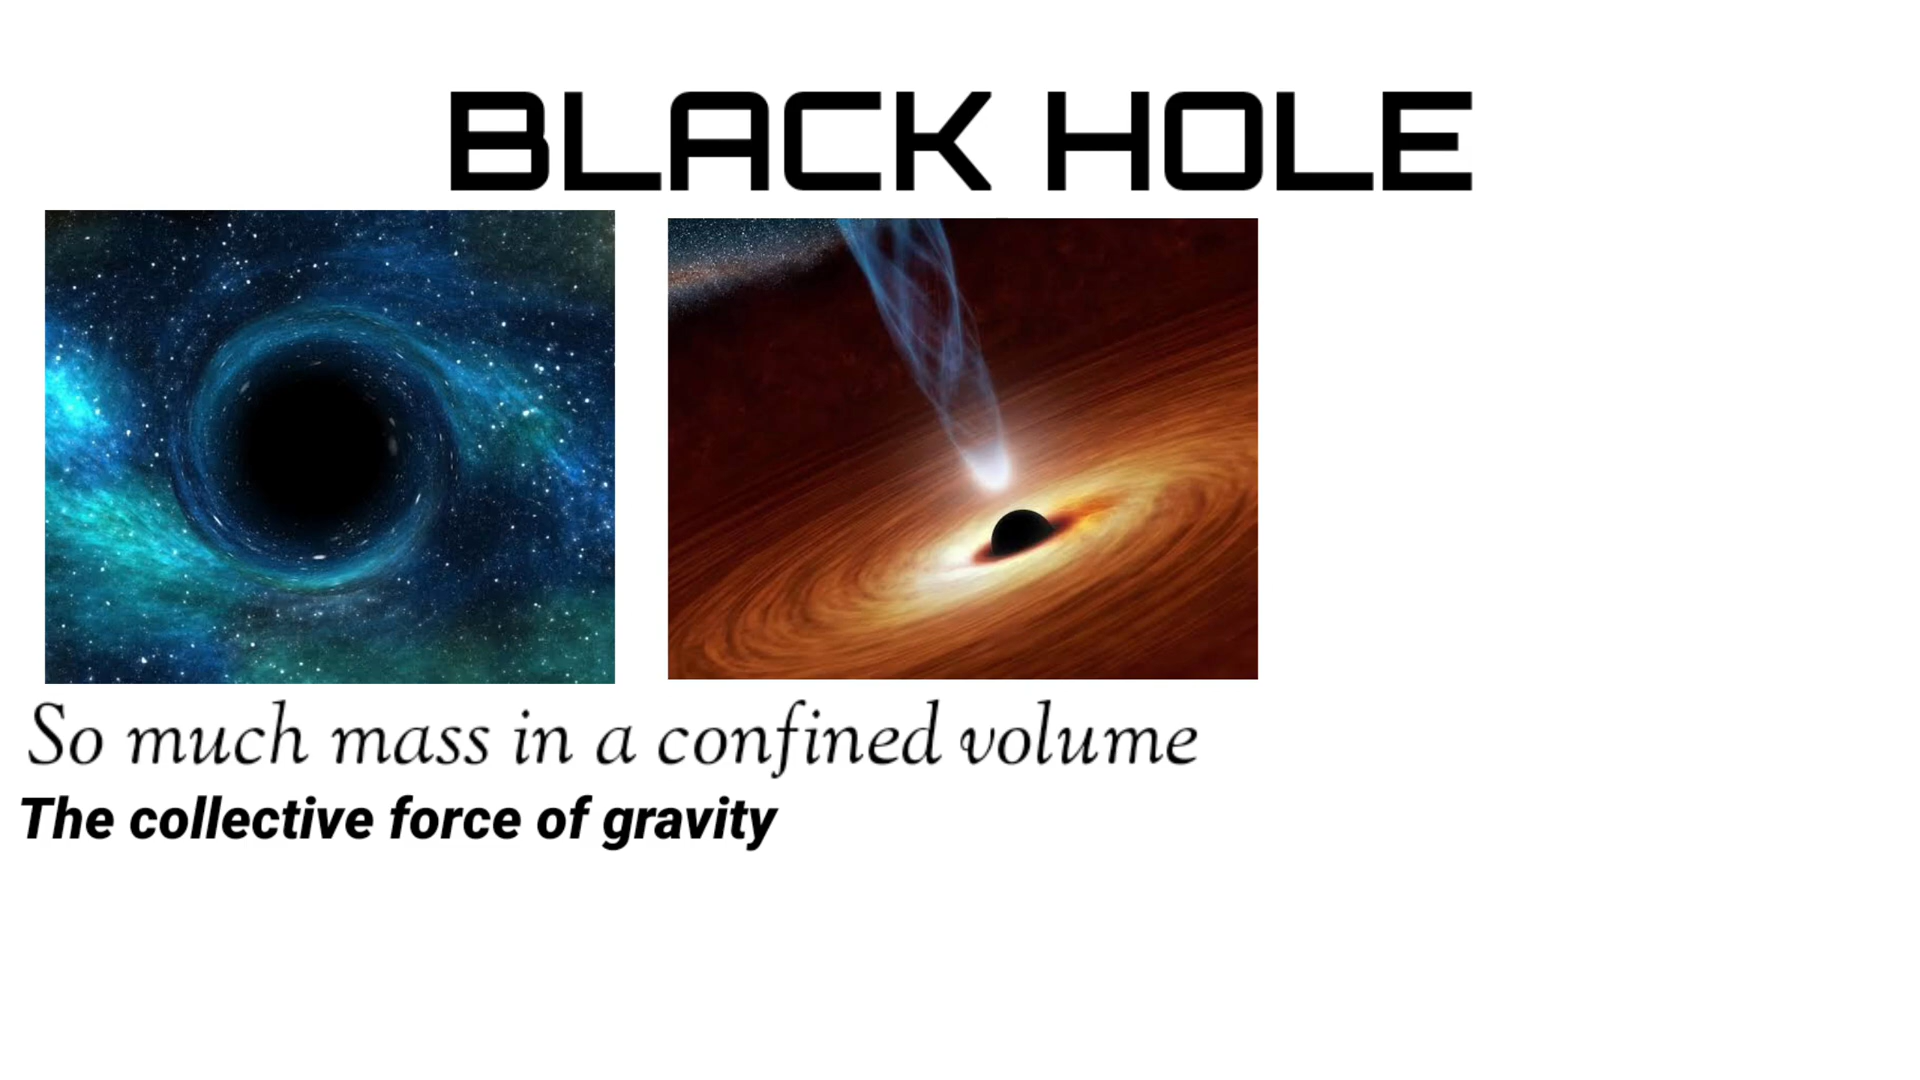 BLACK HOLE
So much mass in a confined volume
The collective force of gravity